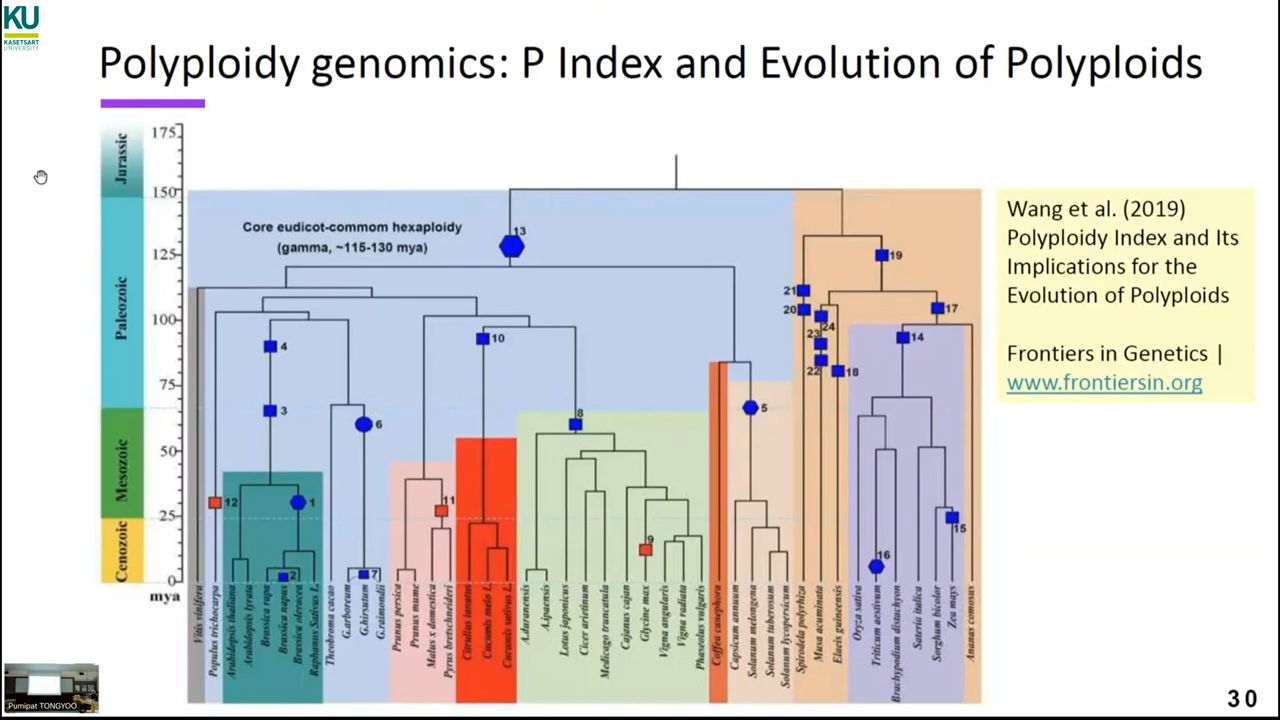 KU
KASETSART
UNIVERSITY
Polyploidy genomics: P Index and Evolution of Polyploids
175
Jurassic
150
Core eudicot-commom hexaploidy
(gamma, ~115-130 mya)
13
19
125
Paleozoic
21
20
17
24
23
100
4
10
14
22
18
75
3
8
5
6
Mesozoic
50
12
1
11
25
15
9
16
Cenozoic
2
7
0
mya
Vitis vinifera
Populus trichocarpa
Arabidopsis thaliana
Arabidopsis lyrata
Brassica rapa
Brassica napus
Brassica oleracea
Raphanus Sativus L.
Theobroma cacao
G.arboreum
G.hirsutum
G.raimondii
Prunus persica
Prunus mume
Malus x domestica
Pyrus bretschneideri
Citrullus lanatus
Cucumis melo L.
Cucumis sativus L.
A.duranensis
A.ipaensis
Lotus japonicus
Cicer arietinum
Medicago truncatula
Cajanus cajan
Glycine max
Vigna angularis
Vigna radiata
Phaseolus vulgaris
Coffea canephora
Capsicum annuum
Solanum melongena
Solanum tuberosum
Solanum lycopersicum
Spirodela polyrhiza
Musa acuminata
Elaeis guineensis
Oryza sativa
Triticum aestivum
Brachypodium distachyon
Sateria italica
Sorghum bicolor
Zea mays
Ananas comosus
Wang et al. (2019)
Polyploidy Index and Its
Implications for the
Evolution of Polyploids
Frontiers in Genetics |
www.frontiersin.org
Pumipat TONGYOO
30